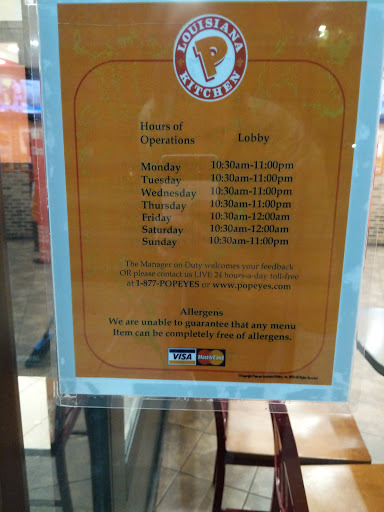 LOUISIANA
P
KITCHEN
Hours of
Operations Lobby
Monday 10:30am-11:00pm
Tuesday 10:30am-11:00pm
Wednesday 10:30am-11:00pm
Thursday 10:30am-11:00pm
Friday 10:30am-12:00am
Saturday 10:30am-12:00am
Sunday 10:30am-11:00pm
The Manager on Duty welcomes your feedback
OR please contact us LIVE 24 hours-a-day toll-free
at 1-877-POPEYES or www.popeyes.com
Allergens
We are unable to guarantee that any menu
Item can be completely free of allergens.
VISA MasterCard